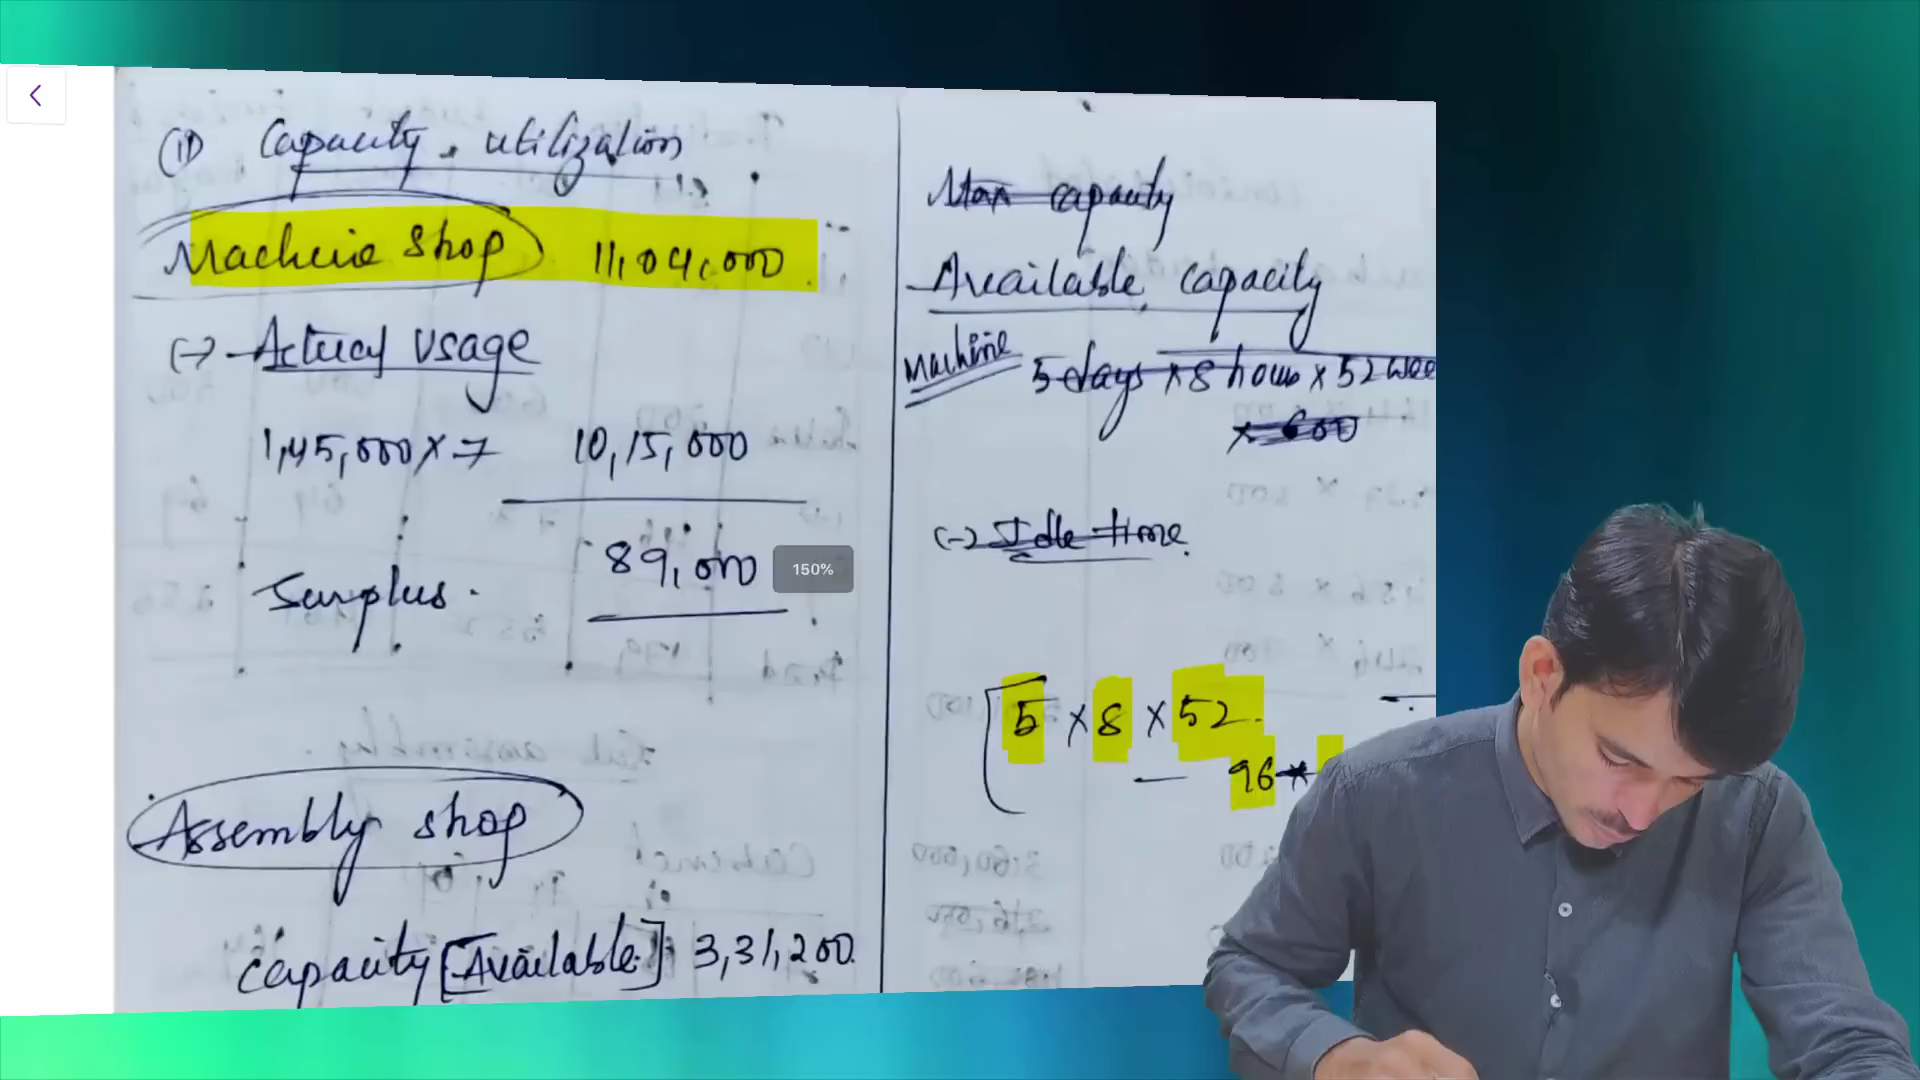 (ii) Capacity utilization
Machine Shop 11,04,000
(-) Actual Usage
1,45,000 x 7 10,15,000
Surplus. 89,000
150%
Assembly shop
Capacity [Available] 3,31,200
Max capacity
Available capacity
Machine 5 days x 8 hours x 52 wee
x 600
(-) Idle time
[5 x 8 x 52
— 96 x